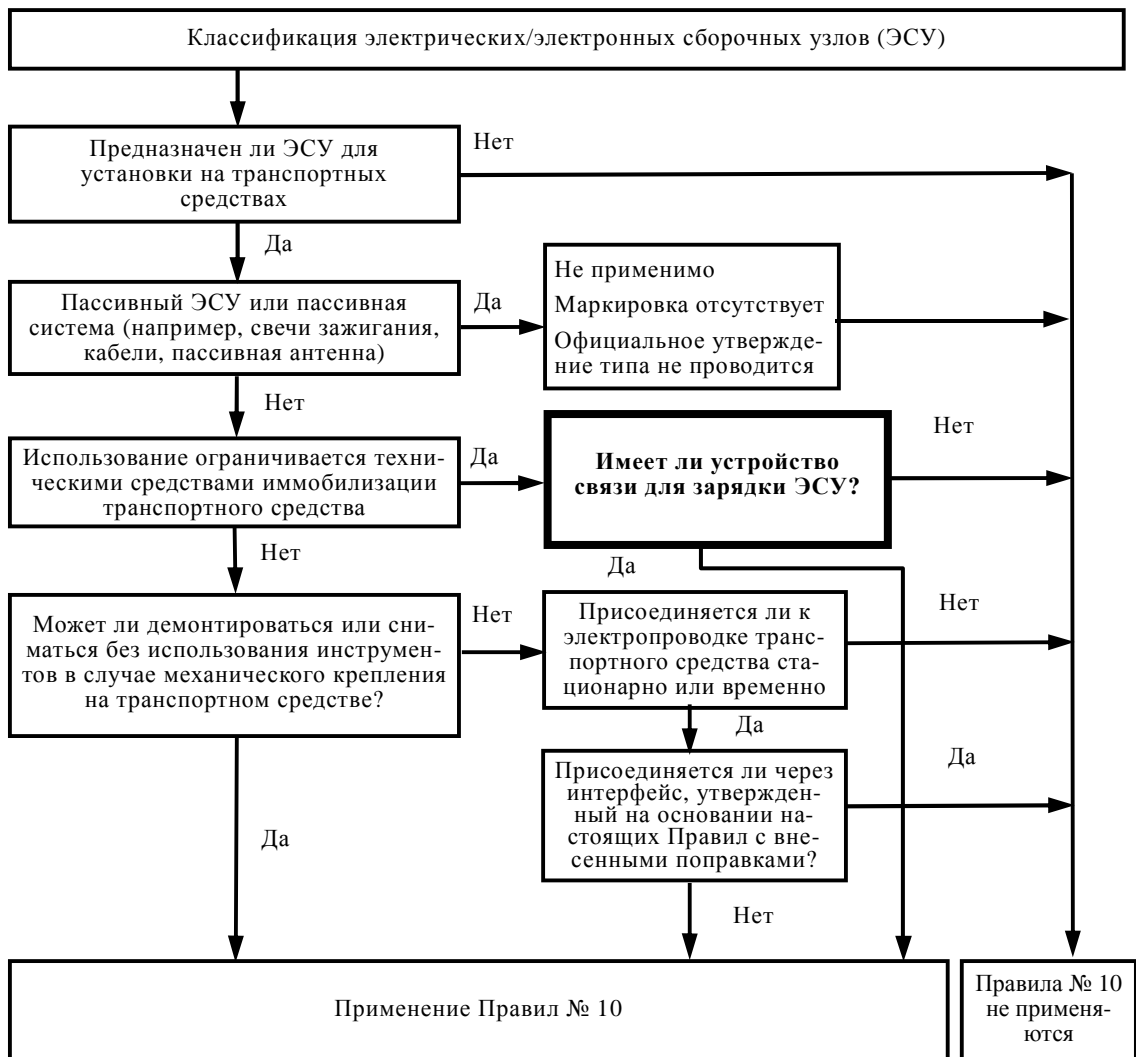 Классификация электрических/электронных сборочных узлов (ЭСУ)
Предназначен ли ЭСУ для
установки на транспортных
средствах
Нет
Да
Пассивный ЭСУ или пассивная
система (например, свечи зажигания,
кабели, пассивная антенна)
Да
Не применимо
Маркировка отсутствует
Официальное утвержде-
ние типа не проводится
Нет
Использование ограничивается техни-
ческими средствами иммобилизации
транспортного средства
Да
Имеет ли устройство
связи для зарядки ЭСУ?
Нет
Нет
Да
Может ли демонтироваться или сни-
маться без использования инструмен-
тов в случае механического крепления
на транспортном средстве?
Нет
Присоединяется ли к
электропроводке транс-
портного средства ста-
ционарно или временно
Нет
Да
Присоединяется ли через
интерфейс, утвержден-
ный на основании на-
стоящих Правил с вне-
сенными поправками?
Да
Да
Нет
Применение Правил № 10
Правила № 10
не применя-
ются